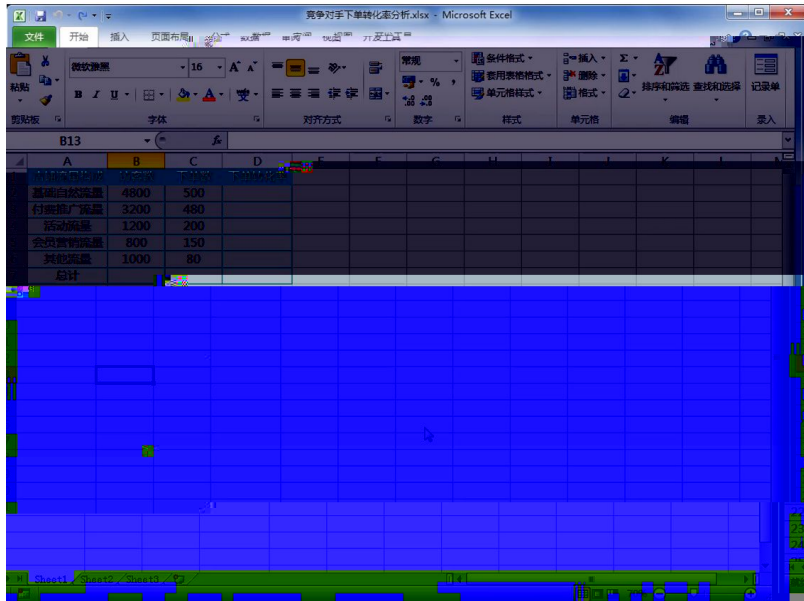 竞争对手下单转化率分析.xlsx - Microsoft Excel
文件 开始 插入 页面布局
微软雅黑 16 A A 常规 条件格式 插入 Σ
粘贴 B I U A 变 % 套用表格格式 删除 排序和筛选 查找和选择 记录单
单元格样式 格式
剪贴板 字体 对齐方式 数字 样式 单元格 编辑 录入
B13 fx
A B C D
基础自然流量 4800 500
付费推广流量 3200 480
活动流量 1200 200
会员营销流量 800 150
其他流量 1000 80
总计
Sheet1 Sheet2 Sheet3